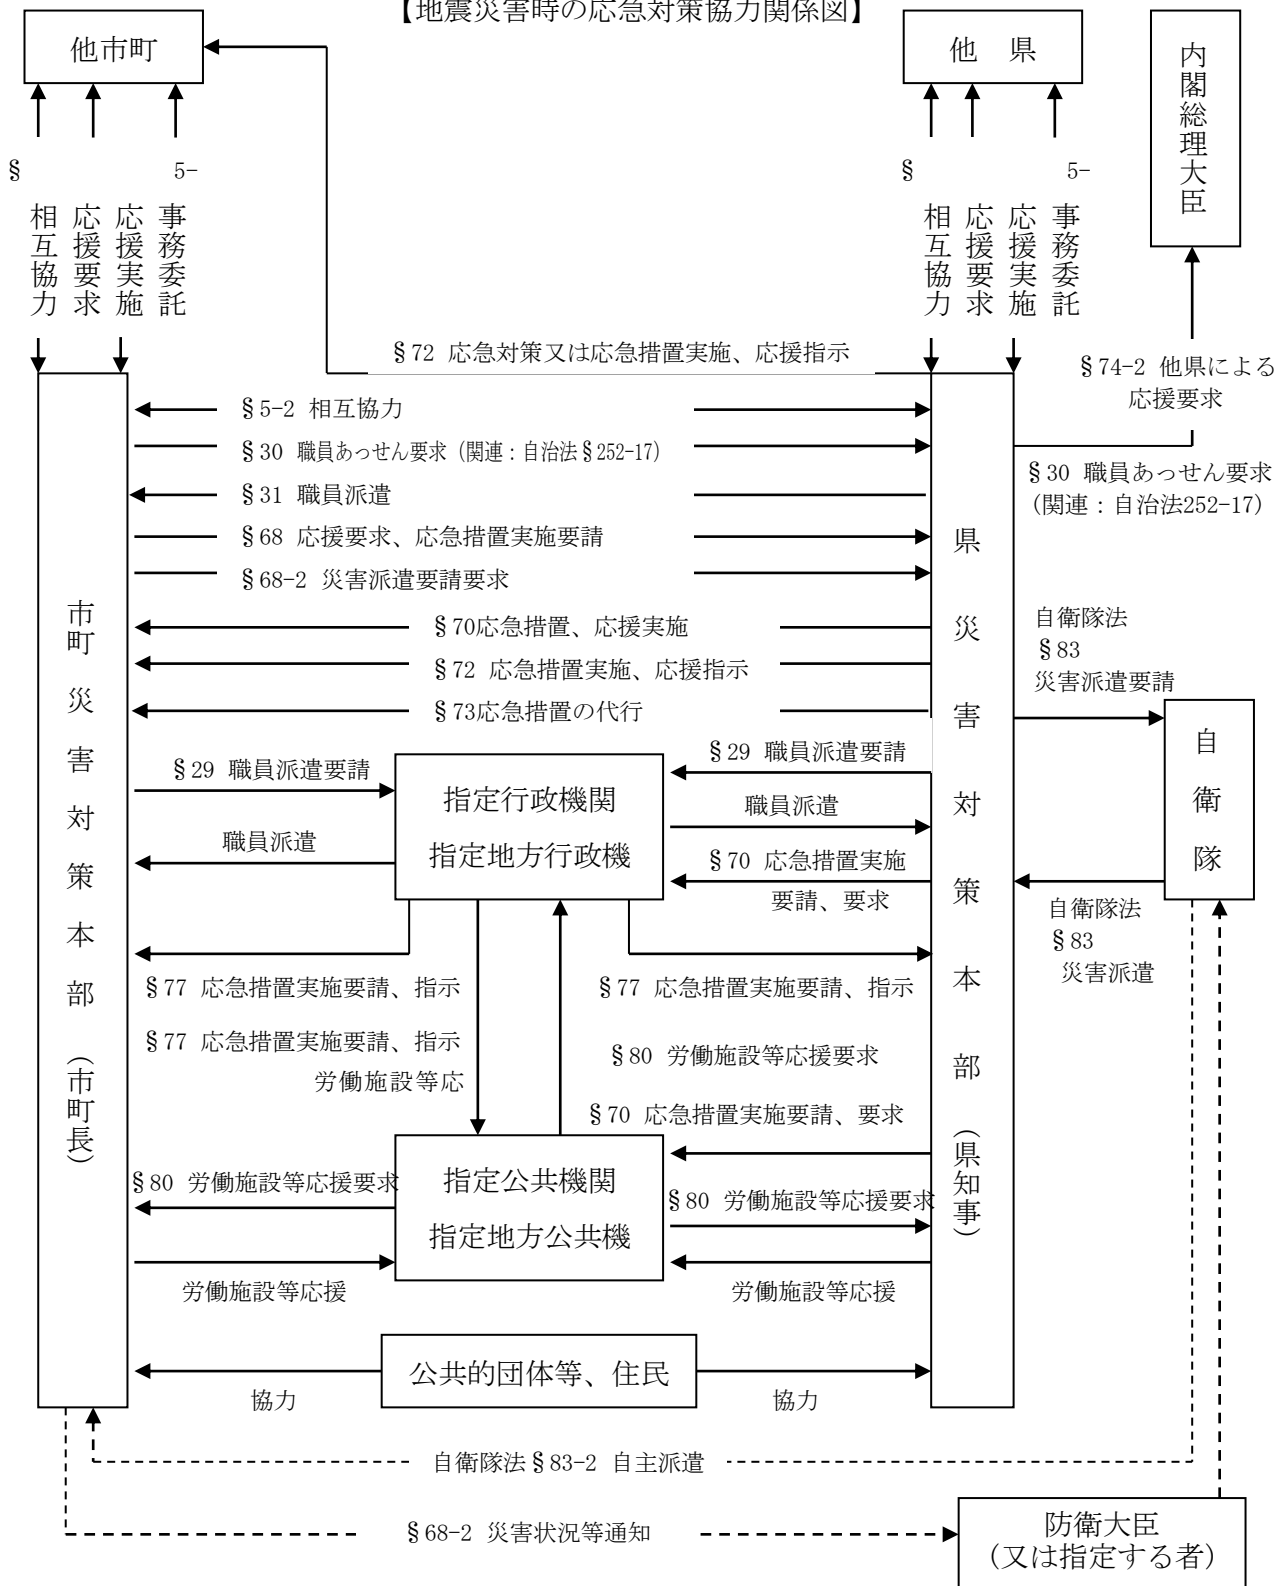 【地震災害時の応急対策協力関係図】
他市町
他　県
内閣総理大臣
§
5-
§
5-
相互協力
応援要求
応援実施
事務委託
相互協力
応援要求
応援実施
事務委託
§72 応急対策又は応急措置実施、応援指示
§74-2 他県による
応援要求
§5-2 相互協力
§30 職員あっせん要求（関連：自治法§252-17）
§30 職員あっせん要求
（関連：自治法252-17）
§31 職員派遣
§68 応援要求、応急措置実施要請
§68-2 災害派遣要請要求
§70応急措置、応援実施
§72 応急措置実施、応援指示
§73応急措置の代行
市町災害対策本部（市町長）
県災害対策本部（県知事）
自衛隊法
§83
災害派遣要請
自衛隊
§29 職員派遣要請
§29 職員派遣要請
指定行政機関
指定地方行政機
職員派遣
職員派遣
§70 応急措置実施
要請、要求
自衛隊法
§83
災害派遣
§77 応急措置実施要請、指示
§77 応急措置実施要請、指示
§77 応急措置実施要請、指示
労働施設等応
§80 労働施設等応援要求
§70 応急措置実施要請、要求
§80 労働施設等応援要求
指定公共機関
指定地方公共機
§80 労働施設等応援要求
労働施設等応援
労働施設等応援
公共的団体等、住民
協力
協力
自衛隊法§83-2 自主派遣
§68-2 災害状況等通知
防衛大臣
（又は指定する者）